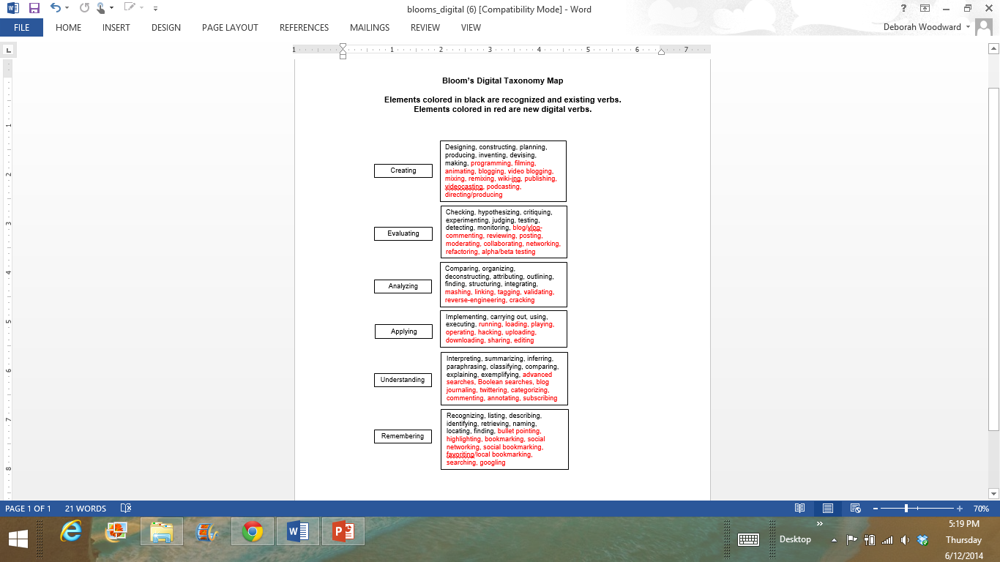 blooms_digital (6) [Compatibility Mode] - Word
FILE HOME INSERT DESIGN PAGE LAYOUT REFERENCES MAILINGS REVIEW VIEW
Deborah Woodward
1 1 2 3 4 5 6 7
Bloom's Digital Taxonomy Map
Elements colored in black are recognized and existing verbs.
Elements colored in red are new digital verbs.
Creating
Designing, constructing, planning,
producing, inventing, devising,
making, programming, filming,
animating, blogging, video blogging,
mixing, remixing, wiki-ing, publishing,
videocasting, podcasting,
directing/producing
Evaluating
Checking, hypothesizing, critiquing,
experimenting, judging, testing,
detecting, monitoring, blog/vlog-
commenting, reviewing, posting,
moderating, collaborating, networking,
refactoring, alpha/beta testing
Analyzing
Comparing, organizing,
deconstructing, attributing, outlining,
finding, structuring, integrating,
mashing, linking, tagging, validating,
reverse-engineering, cracking
Applying
Implementing, carrying out, using,
executing, running, loading, playing,
operating, hacking, uploading,
downloading, sharing, editing
Understanding
Interpreting, summarizing, inferring,
paraphrasing, classifying, comparing,
explaining, exemplifying, advanced
searches, Boolean searches, blog
journaling, twittering, categorizing,
commenting, annotating, subscribing
Remembering
Recognizing, listing, describing,
identifying, retrieving, naming,
locating, finding, bullet pointing,
highlighting, bookmarking, social
networking, social bookmarking,
favoriting/local bookmarking,
searching, googling
1
2
3
4
5
6
7
8
PAGE 1 OF 1 21 WORDS 70%
Desktop
5:19 PM
Thursday
6/12/2014